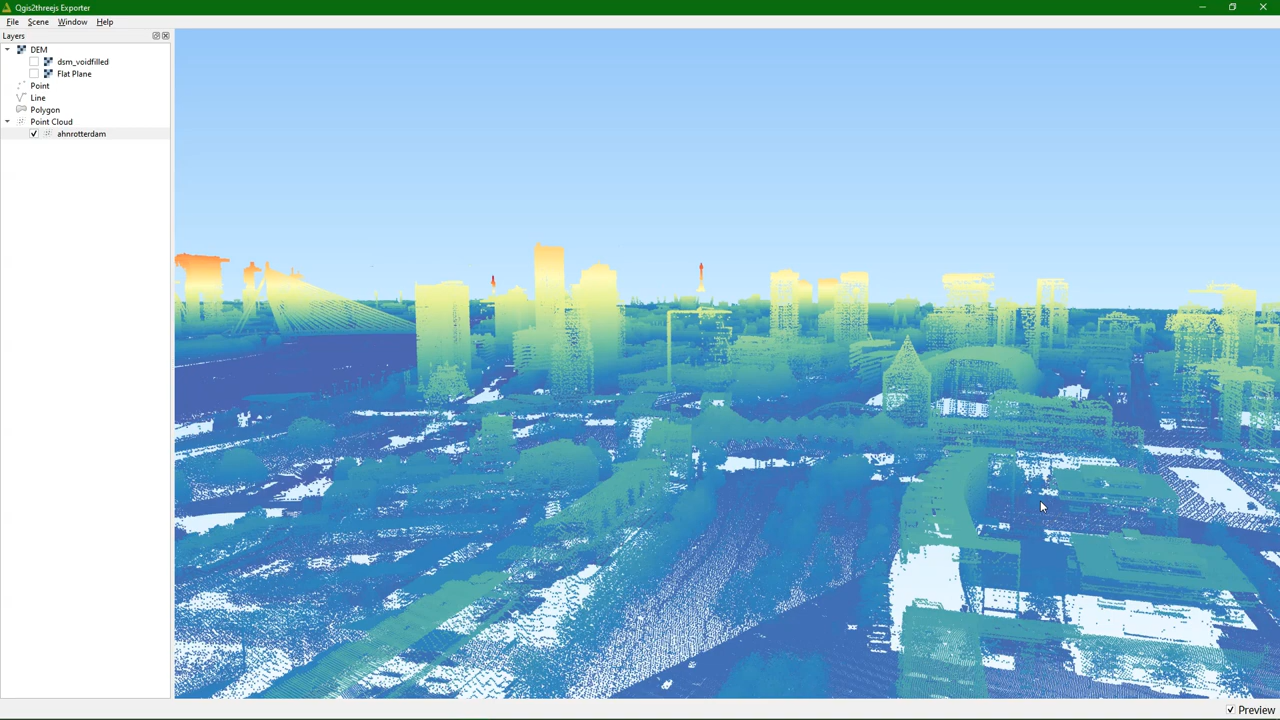 Qgis2threejs Exporter
File Scene Window Help
Layers
DEM
dsm_voidfilled
Flat Plane
Point
Line
Polygon
Point Cloud
ahnrotterdam
Preview